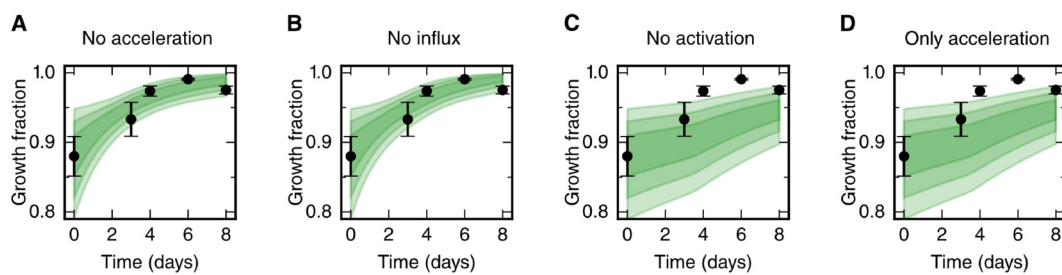 A
No acceleration
Growth fraction
1.0
0.9
0.8
0 2 4 6 8
Time (days)
B
No influx
Growth fraction
1.0
0.9
0.8
0 2 4 6 8
Time (days)
C
No activation
Growth fraction
1.0
0.9
0.8
0 2 4 6 8
Time (days)
D
Only acceleration
Growth fraction
1.0
0.9
0.8
0 2 4 6 8
Time (days)